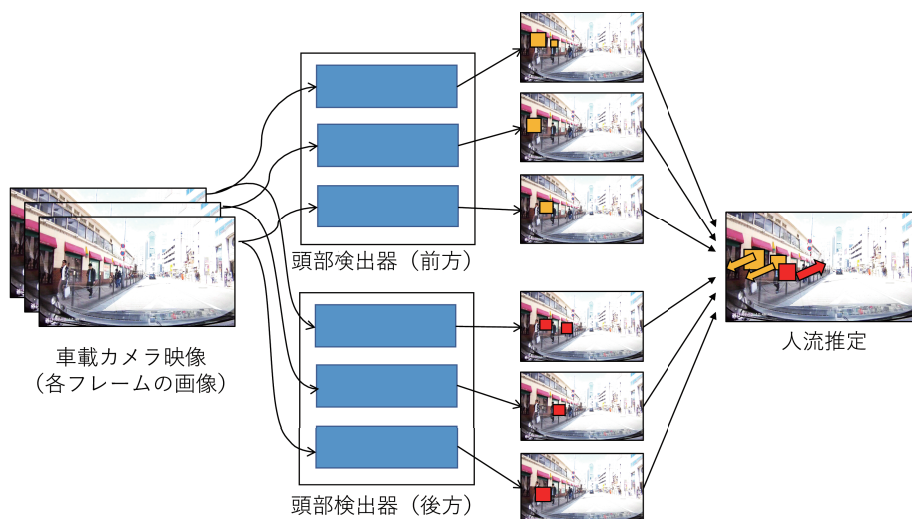 頭部検出器（前方）
車載カメラ映像
（各フレームの画像）
人流推定
頭部検出器（後方）